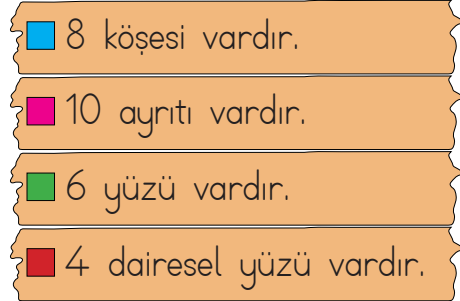 8 köşesi vardır.
10 ayrıtı vardır.
6 yüzü vardır.
4 dairesel yüzü vardır.